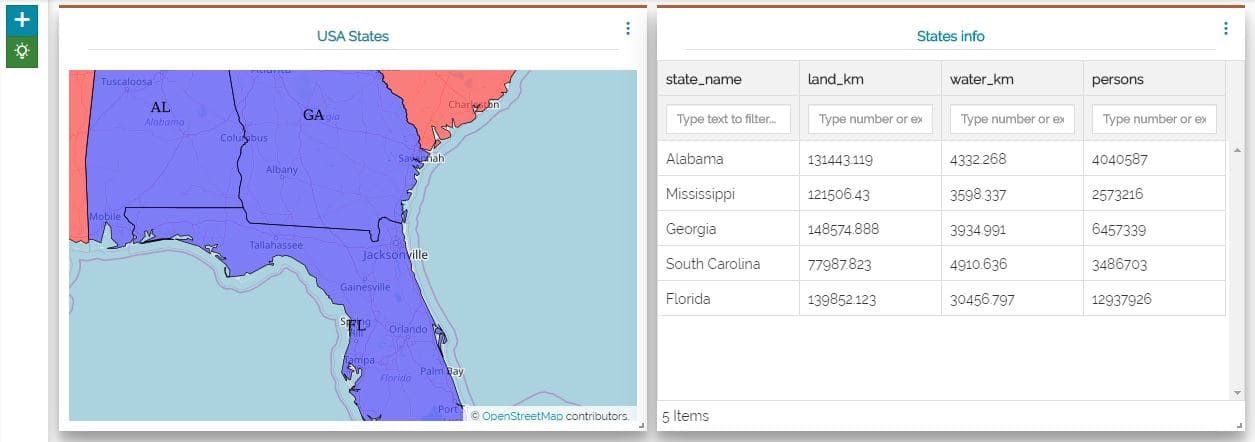 USA States
Atlanta
Tuscaloosa
AL
Alabama
GA
Charleston
Columbus
Savannah
Albany
Mobile
Tallahassee
Jacksonville
Gainesville
Spring
Hill
FL
Orlando
Tampa
Florida
Palm Bay
Port
© OpenStreetMap contributors.
States info
state_name land_km water_km persons
Type text to filter... Type number or ex Type number or ex Type number or ex
Alabama 131443.119 4332.268 4040587
Mississippi 121506.43 3598.337 2573216
Georgia 148574.888 3934.991 6457339
South Carolina 77987.823 4910.636 3486703
Florida 139852.123 30456.797 12937926
5 Items